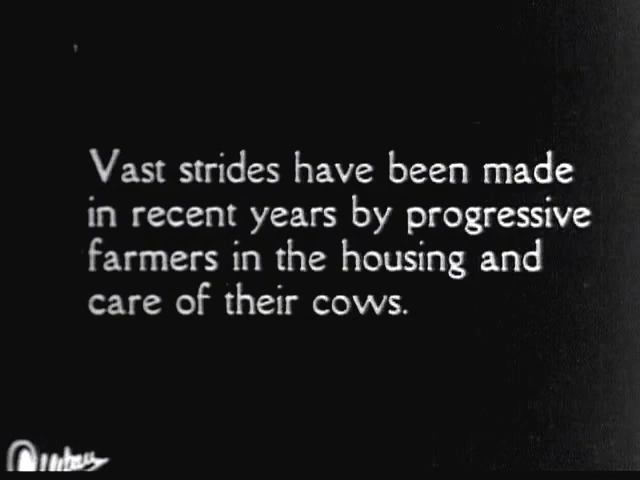 Vast strides have been made
in recent years by progressive
farmers in the housing and
care of their cows.